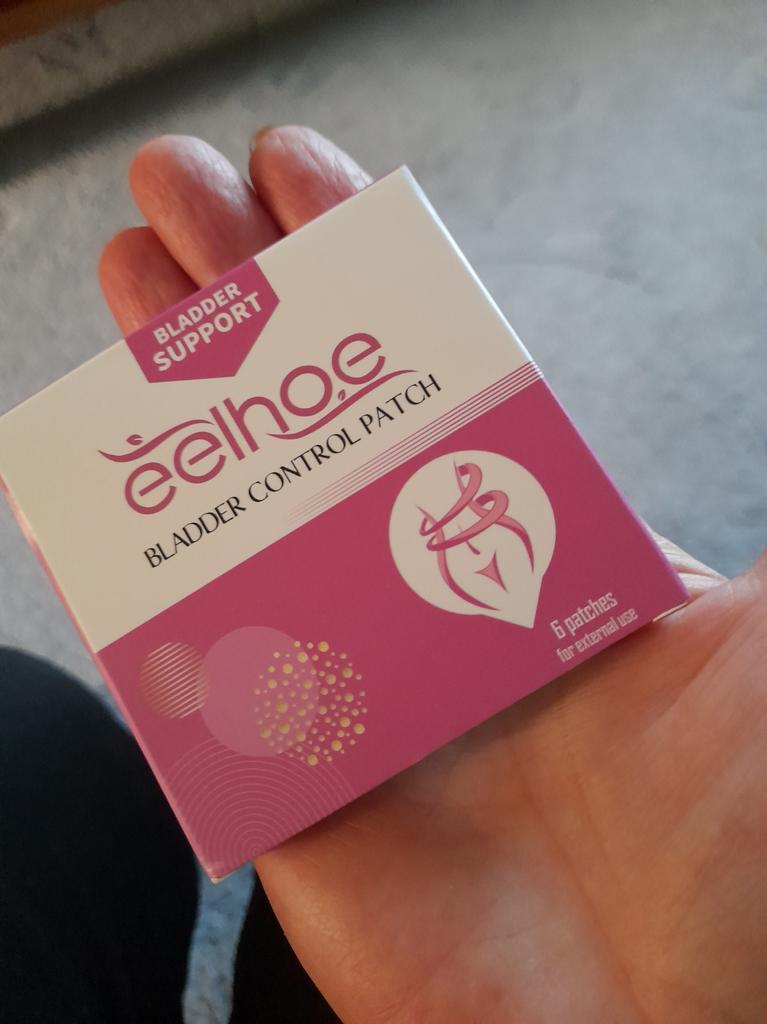 BLADDER
SUPPORT
eelhoe
BLADDER CONTROL PATCH
6 patches
for external use